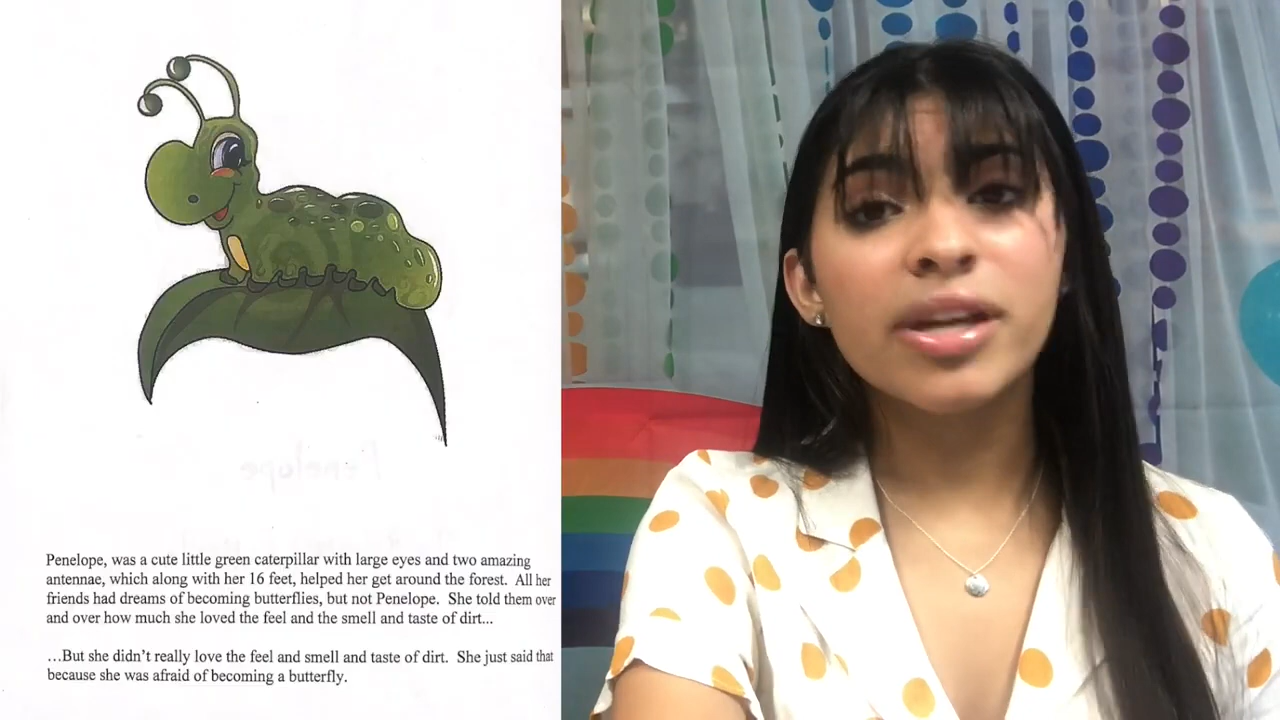 Penelope
Penelope, was a cute little green caterpillar with large eyes and two amazing
antennae, which along with her 16 feet, helped her get around the forest.  All her
friends had dreams of becoming butterflies, but not Penelope.  She told them over
and over how much she loved the feel and the smell and taste of dirt...
…But she didn't really love the feel and smell and taste of dirt.  She just said that
because she was afraid of becoming a butterfly.